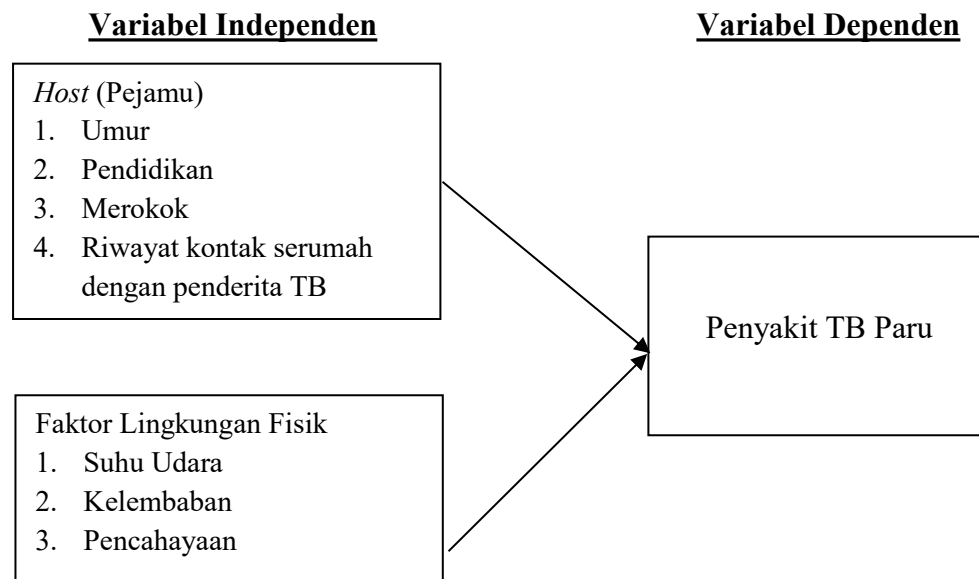 Variabel Independen
Variabel Dependen
Host (Pejamu)
1. Umur
2. Pendidikan
3. Merokok
4. Riwayat kontak serumah
dengan penderita TB
Penyakit TB Paru
Faktor Lingkungan Fisik
1. Suhu Udara
2. Kelembaban
3. Pencahayaan